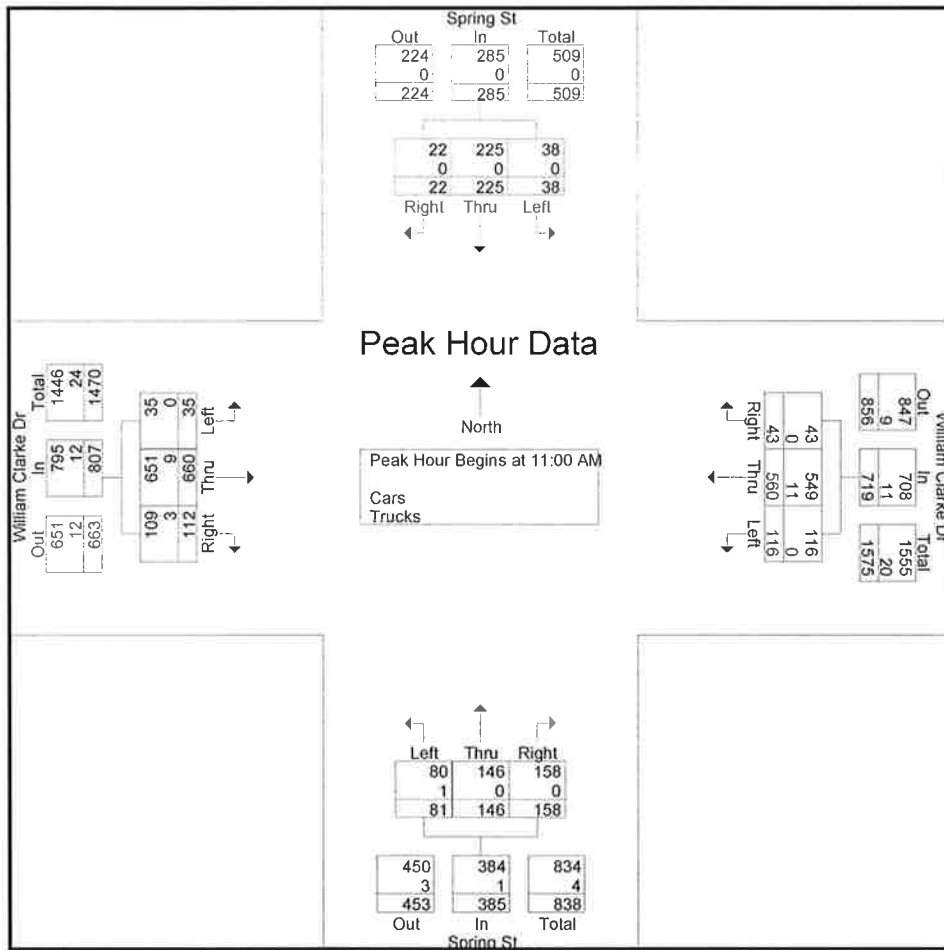 Spring St
Out In Total
224 285 509
0 0 0
224 285 509
22 225 38
0 0 0
22 225 38
Right Thru Left
Peak Hour Data
North
Peak Hour Begins at 11:00 AM
Cars
Trucks
William Clarke Dr
Out In Total
651 795 1446
12 12 24
663 807 1470
Left Thru Right
35 651 109
0 9 3
35 660 112
William Clarke Dr
Out In Total
847 708 1555
9 11 20
856 719 1575
Right Thru Left
43 549 116
0 11 0
43 560 116
Left Thru Right
80 146 158
1 0 0
81 146 158
450 384 834
3 1 4
453 385 838
Out In Total
Spring St